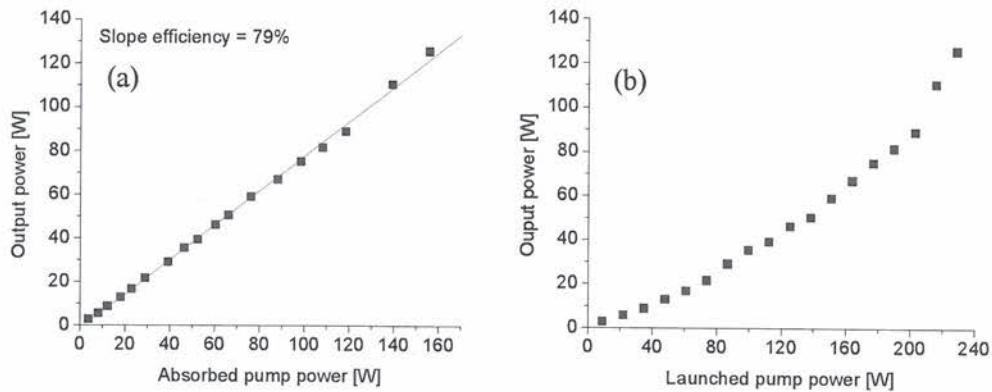 Slope efficiency = 79%
(a)
Output power [W]
140
120
100
80
60
40
20
0
0 20 40 60 80 100 120 140 160
Absorbed pump power [W]
(b)
Ouput power [W]
140
120
100
80
60
40
20
0
0 40 80 120 160 200 240
Launched pump power [W]